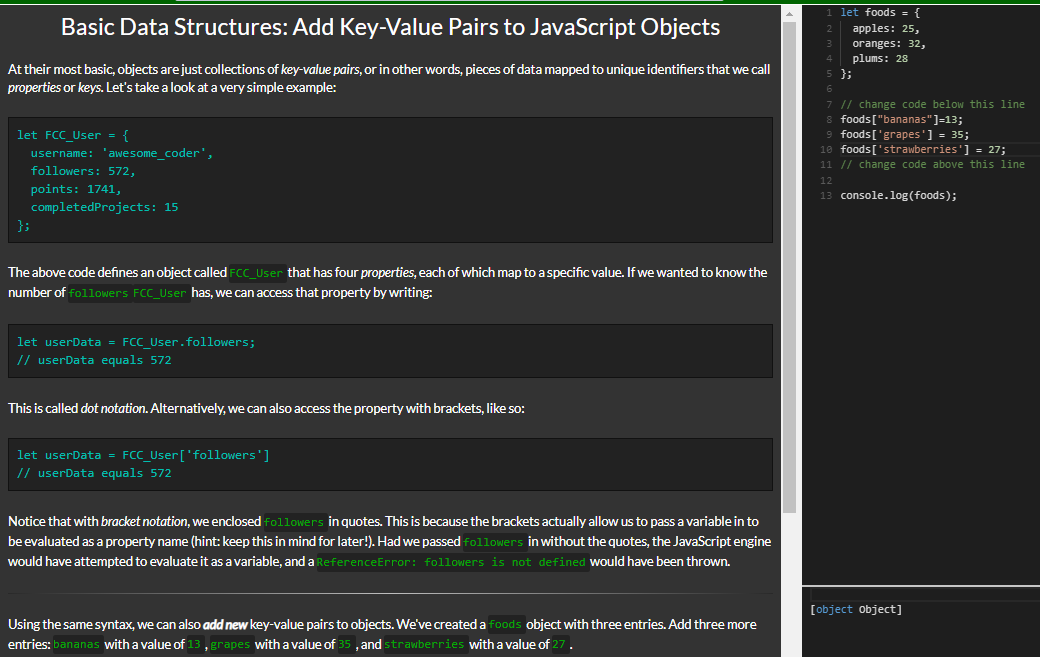 Basic Data Structures: Add Key-Value Pairs to JavaScript Objects
At their most basic, objects are just collections of key-value pairs, or in other words, pieces of data mapped to unique identifiers that we call
properties or keys. Let's take a look at a very simple example:
let FCC_User = {
  username: 'awesome_coder',
  followers: 572,
  points: 1741,
  completedProjects: 15
};
The above code defines an object called FCC_User that has four properties, each of which map to a specific value. If we wanted to know the
number of followers FCC_User has, we can access that property by writing:
let userData = FCC_User.followers;
// userData equals 572
This is called dot notation. Alternatively, we can also access the property with brackets, like so:
let userData = FCC_User['followers']
// userData equals 572
Notice that with bracket notation, we enclosed followers in quotes. This is because the brackets actually allow us to pass a variable in to
be evaluated as a property name (hint: keep this in mind for later!). Had we passed followers in without the quotes, the JavaScript engine
would have attempted to evaluate it as a variable, and a ReferenceError: followers is not defined would have been thrown.
Using the same syntax, we can also add new key-value pairs to objects. We've created a foods object with three entries. Add three more
entries: bananas with a value of 13 , grapes with a value of 35 , and strawberries with a value of 27 .
1 let foods = {
2   apples: 25,
3   oranges: 32,
4   plums: 28
5 };
6
7 // change code below this line
8 foods["bananas"]=13;
9 foods['grapes'] = 35;
10 foods['strawberries'] = 27;
11 // change code above this line
12
13 console.log(foods);
[object Object]